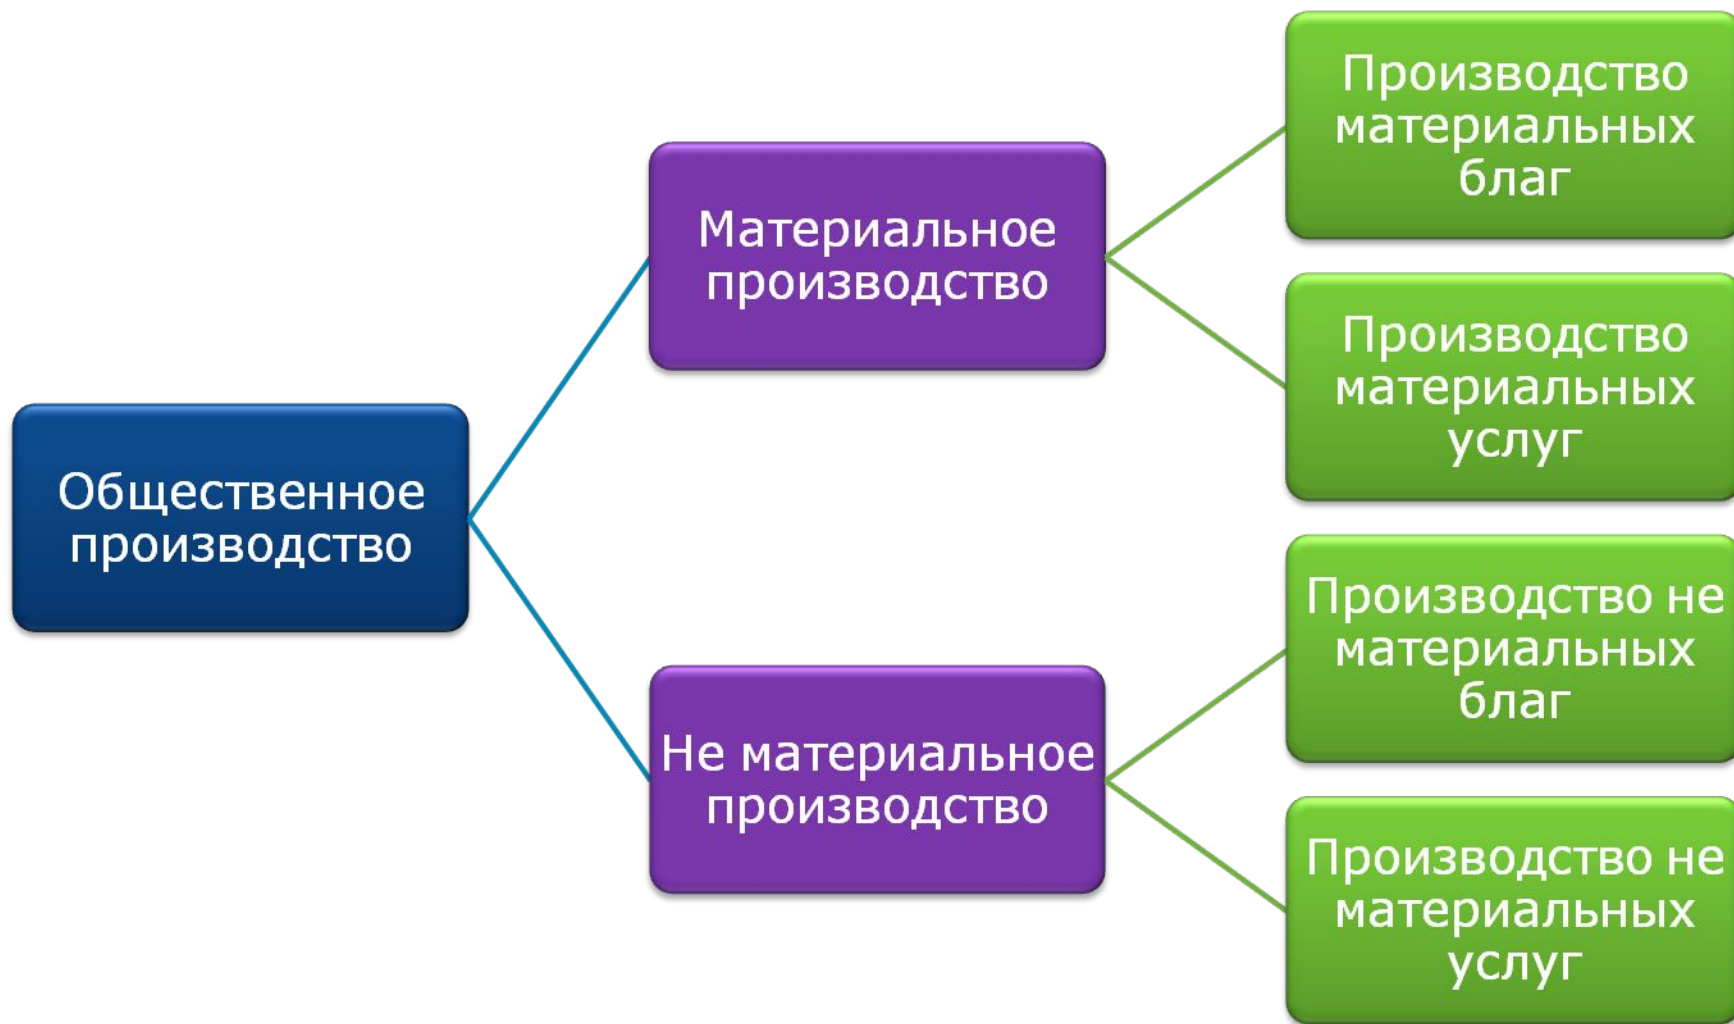 Общественное
производство
Материальное
производство
Не материальное
производство
Производство
материальных
благ
Производство
материальных
услуг
Производство не
материальных
благ
Производство не
материальных
услуг